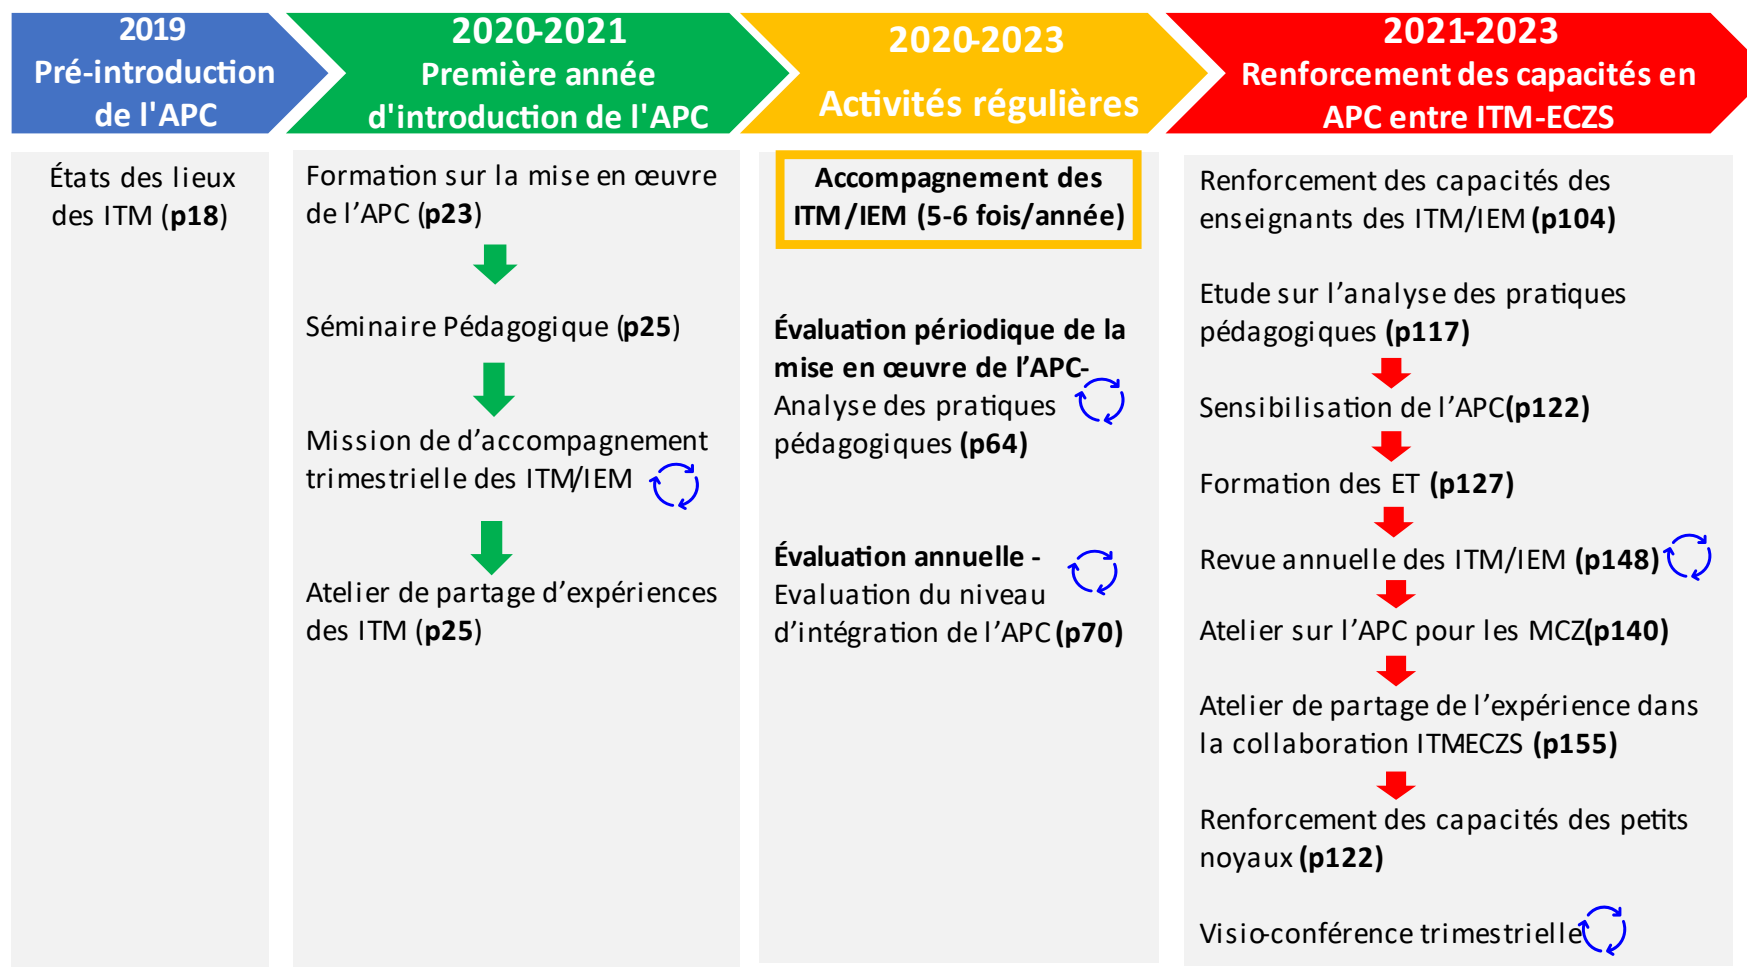 2019
Pré-introduction
de l'APC
2020-2021
Première année
d'introduction de l'APC
2020-2023
Activités régulières
2021-2023
Renforcement des capacités en
APC entre ITM-ECZS
États des lieux
des ITM (p18)
Formation sur la mise en œuvre
de l’APC (p23)
Séminaire Pédagogique (p25)
Mission de d’accompagnement
trimestrielle des ITM/IEM
Atelier de partage d’expériences
des ITM (p25)
Accompagnement des
ITM/IEM (5-6 fois/année)
Évaluation périodique de la
mise en œuvre de l’APC-
Analyse des pratiques
pédagogiques (p64)
Évaluation annuelle -
Evaluation du niveau
d’intégration de l’APC (p70)
Renforcement des capacités des
enseignants des ITM/IEM (p104)
Etude sur l’analyse des pratiques
pédagogiques (p117)
Sensibilisation de l’APC(p122)
Formation des ET (p127)
Revue annuelle des ITM/IEM (p148)
Atelier sur l’APC pour les MCZ(p140)
Atelier de partage de l’expérience dans
la collaboration ITM-ECZS (p155)
Renforcement des capacités des petits
noyaux (p122)
Visio-conférence trimestrielle